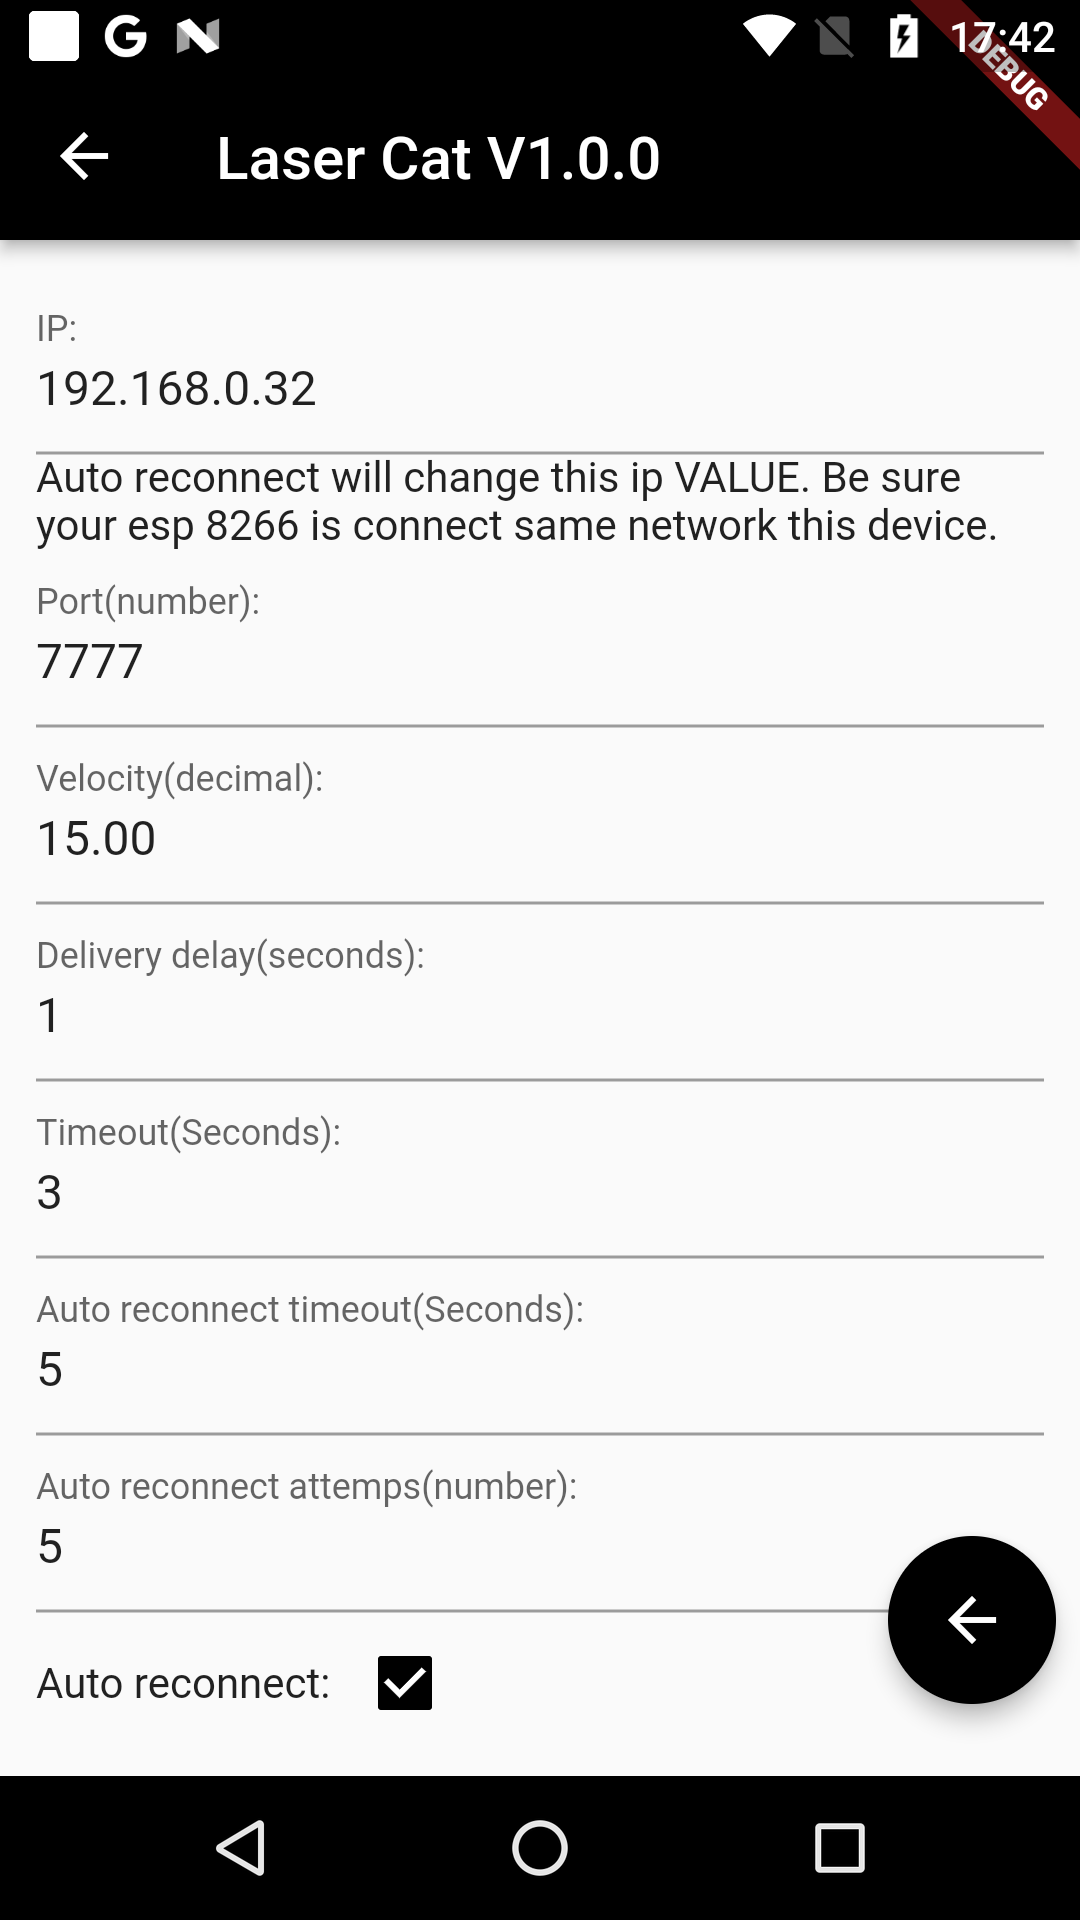 17:42
DEBUG
Laser Cat V1.0.0
IP:
192.168.0.32
Auto reconnect will change this ip VALUE. Be sure
your esp 8266 is connect same network this device.
Port(number):
7777
Velocity(decimal):
15.00
Delivery delay(seconds):
1
Timeout(Seconds):
3
Auto reconnect timeout(Seconds):
5
Auto reconnect attemps(number):
5
Auto reconnect: